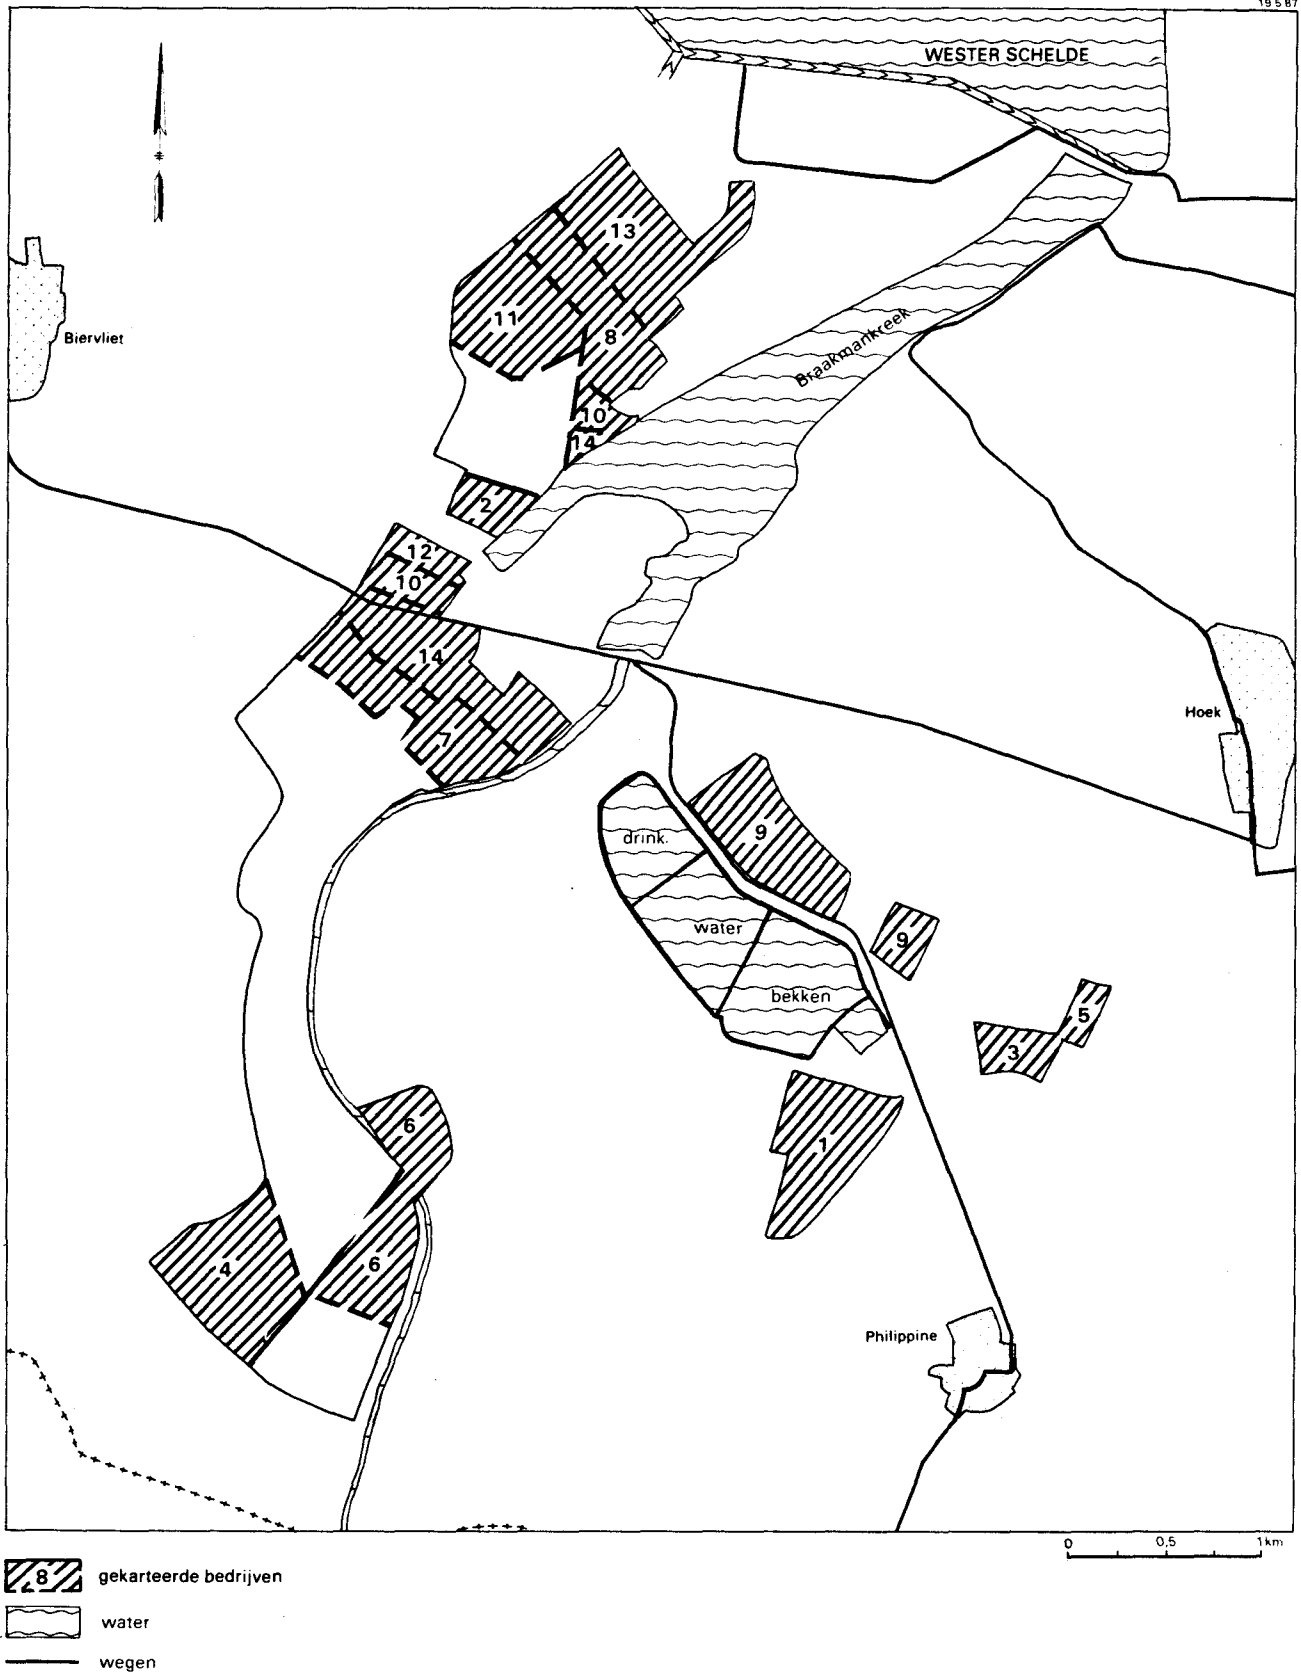 19587
WESTER SCHELDE
13
11
8
Biervliet
Braakmankreek
10
14
2
12
10
14
7
Hoek
drink.
9
water
9
bekken
5
3
6
1
4
6
Philippine
0 0,5 1km
8 gekarteerde bedrijven
water
wegen